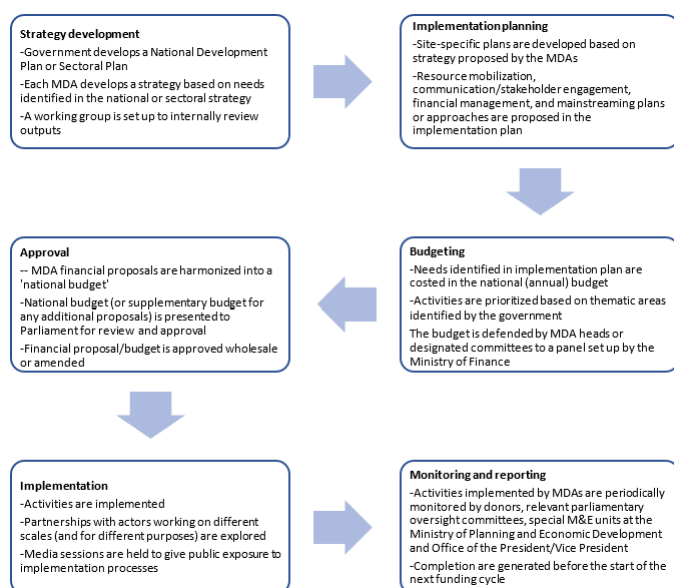 Strategy development
-Government develops a National Development
Plan or Sectoral Plan
-Each MDA develops a strategy based on needs
identified in the national or sectoral strategy
-A working group is set up to internally review
outputs
Implementation planning
-Site-specific plans are developed based on
strategy proposed by the MDAs
-Resource mobilization,
communication/stakeholder engagement,
financial management, and mainstreaming plans
or approaches are proposed in the
implementation plan
Budgeting
-Needs identified in implementation plan are
costed in the national (annual) budget
-Activities are prioritized based on thematic areas
identified by the government
The budget is defended by MDA heads or
designated committees to a panel set up by the
Ministry of Finance
Approval
-- MDA financial proposals are harmonized into a
'national budget'
-National budget (or supplementary budget for
any additional proposals) is presented to
Parliament for review and approval
-Financial proposal/budget is approved wholesale
or amended
Implementation
-Activities are implemented
-Partnerships with actors working on different
scales (and for different purposes) are explored
-Media sessions are held to give public exposure to
implementation processes
Monitoring and reporting
-Activities implemented by MDAs are periodically
monitored by donors, relevant parliamentary
oversight committees, special M&E units at the
Ministry of Planning and Economic Development
and Office of the President/Vice President
-Completion are generated before the start of the
next funding cycle